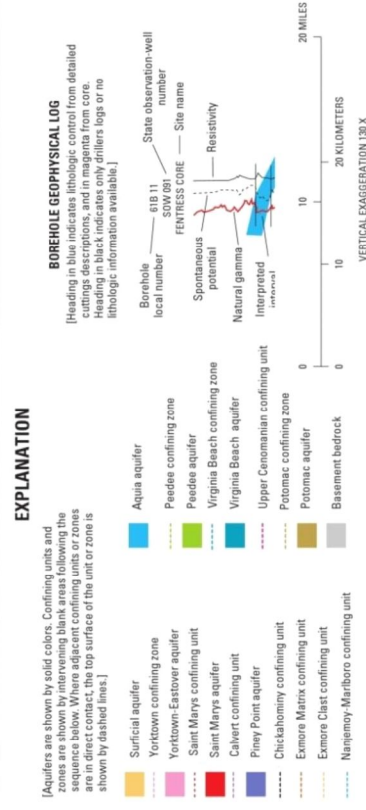 EXPLANATION
[Aquifers are shown by solid colors. Confining units and
zones are shown by intervening blank areas following the
sequence below. Where adjacent confining units or zones
are in direct contact, the top surface of the unit or zone is
shown by dashed lines.]
Surficial aquifer
Yorktown confining zone
Yorktown-Eastover aquifer
Saint Marys confining unit
Saint Marys aquifer
Calvert confining unit
Piney Point aquifer
Chickahominy confining unit
Exmore Matrix confining unit
Exmore Clast confining unit
Nanjemoy-Marlboro confining unit
Aquia aquifer
Peedee confining zone
Peedee aquifer
Virginia Beach confining zone
Virginia Beach aquifer
Upper Cenomanian confining unit
Potomac confining zone
Potomac aquifer
Basement bedrock
BOREHOLE GEOPHYSICAL LOG
[Heading in blue indicates lithologic control from detailed
cuttings descriptions, and in magenta from core.
Heading in black indicates only drillers logs or no
lithologic information available.]
Borehole
local number
61B 11
SOW 091
FENTRESS CORE
State observation-well
number
Site name
Spontaneous
potential
Resistivity
Natural gamma
Interpreted
interval
0 10 20 MILES
0 10 20 KILOMETERS
VERTICAL EXAGGERATION 130 X